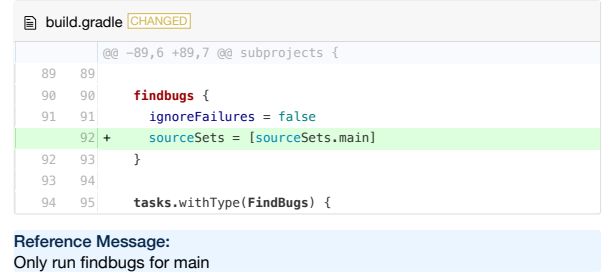 build.gradle CHANGED
@@ -89,6 +89,7 @@ subprojects {
89 89
90 90 findbugs {
91 91 ignoreFailures = false
92 + sourceSets = [sourceSets.main]
92 93 }
93 94
94 95 tasks.withType(FindBugs) {
Reference Message:
Only run findbugs for main